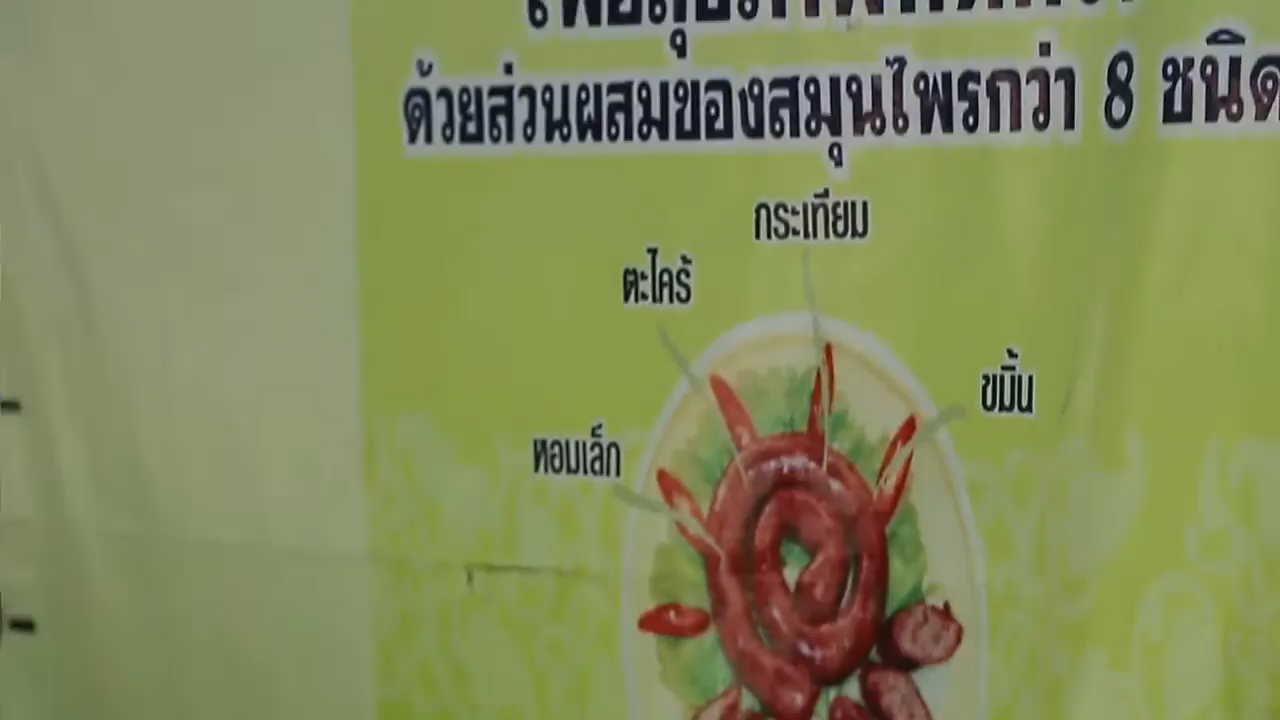 ด้วยส่วนผสมของสมุนไพรกว่า 8 ชนิด
กระเทียม
ตะไคร้
ขมิ้น
หอมเล็ก